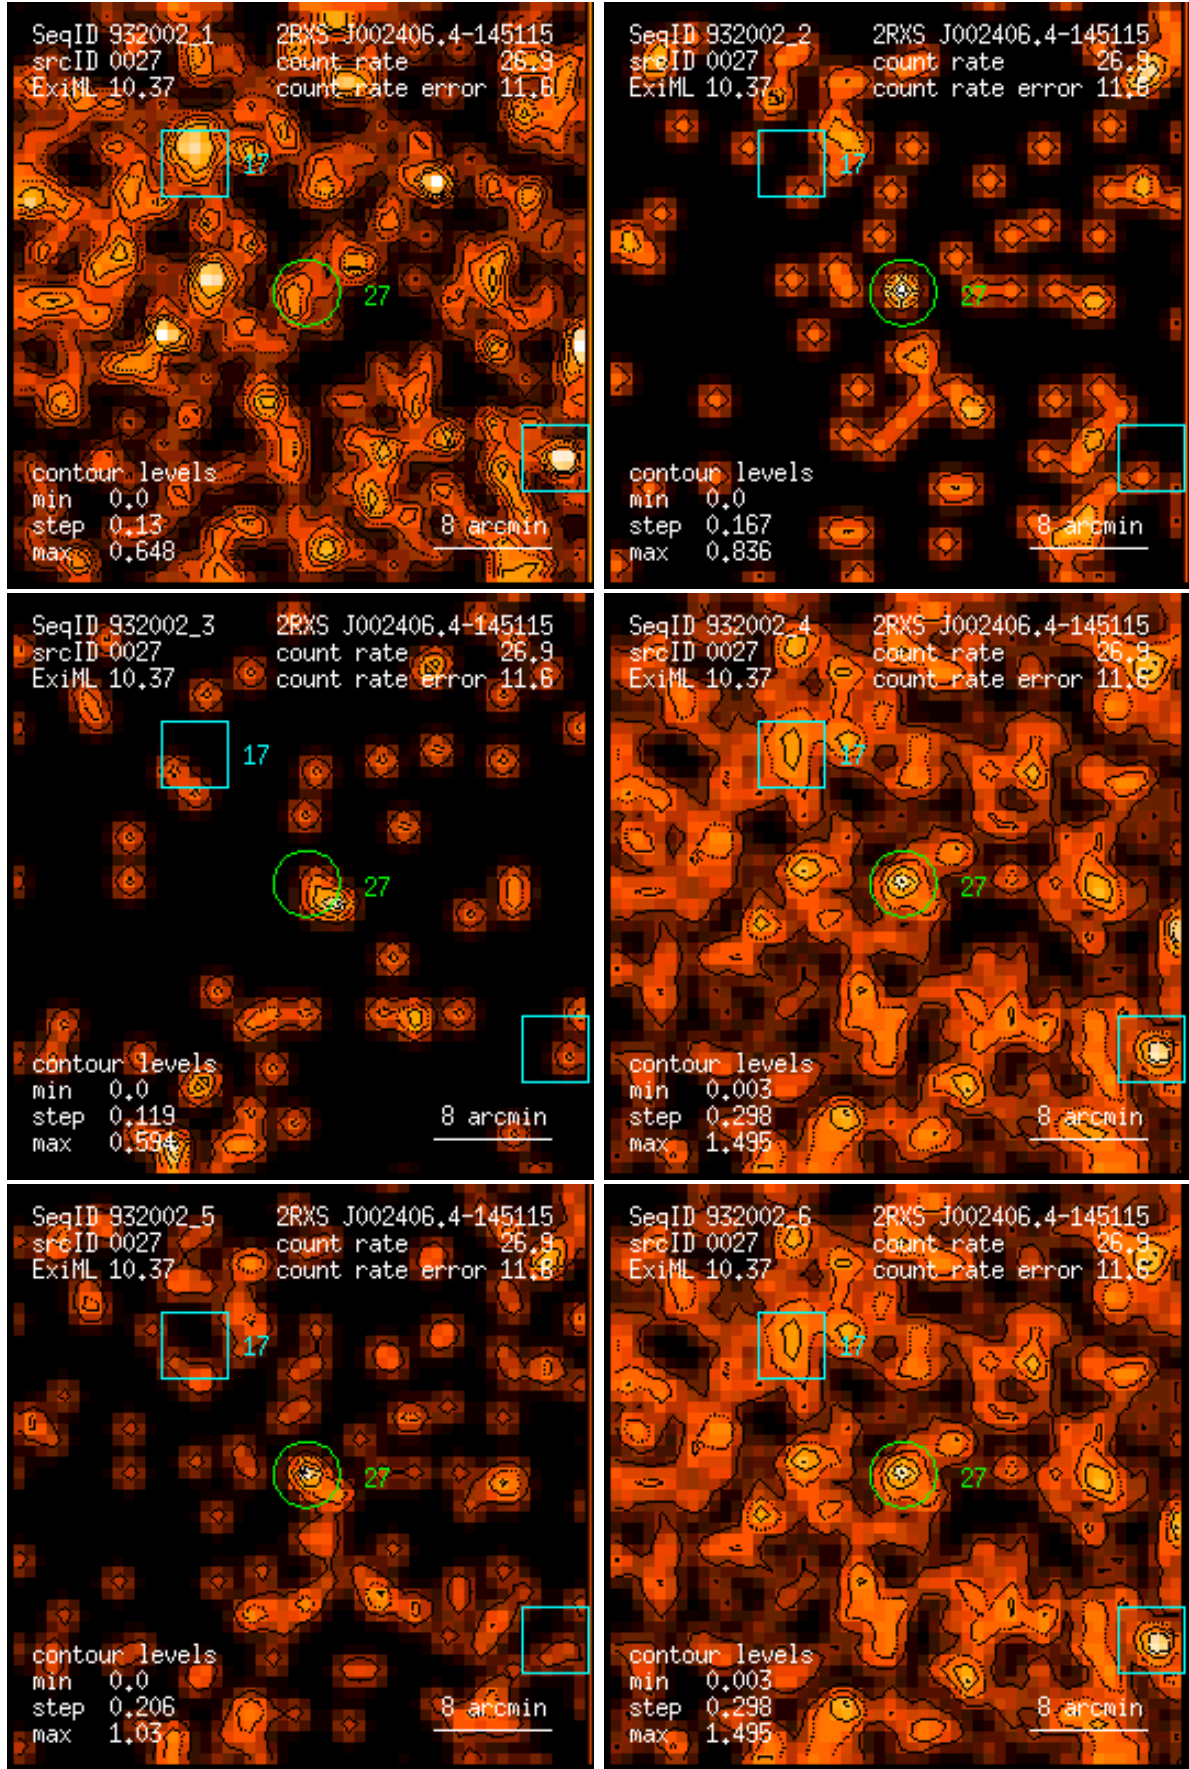 SeqID 932002_1 2RXS J002406.4-145115
srcID 0027 count rate 26.9
ExiML 10.37 count rate error 11.6
17
27
contour levels
min 0.0
step 0.13
max 0.648
8 arcmin
SeqID 932002_2 2RXS J002406.4-145115
srcID 0027 count rate 26.9
ExiML 10.37 count rate error 11.6
17
27
contour levels
min 0.0
step 0.167
max 0.836
8 arcmin
SeqID 932002_3 2RXS J002406.4-145115
srcID 0027 count rate 26.9
ExiML 10.37 count rate error 11.6
17
27
contour levels
min 0.0
step 0.119
max 0.594
8 arcmin
SeqID 932002_4 2RXS J002406.4-145115
srcID 0027 count rate 26.9
ExiML 10.37 count rate error 11.6
17
27
contour levels
min 0.003
step 0.298
max 1.495
8 arcmin
SeqID 932002_5 2RXS J002406.4-145115
srcID 0027 count rate 26.9
ExiML 10.37 count rate error 11.6
17
27
contour levels
min 0.0
step 0.206
max 1.03
8 arcmin
SeqID 932002_6 2RXS J002406.4-145115
srcID 0027 count rate 26.9
ExiML 10.37 count rate error 11.6
17
27
contour levels
min 0.003
step 0.298
max 1.495
8 arcmin